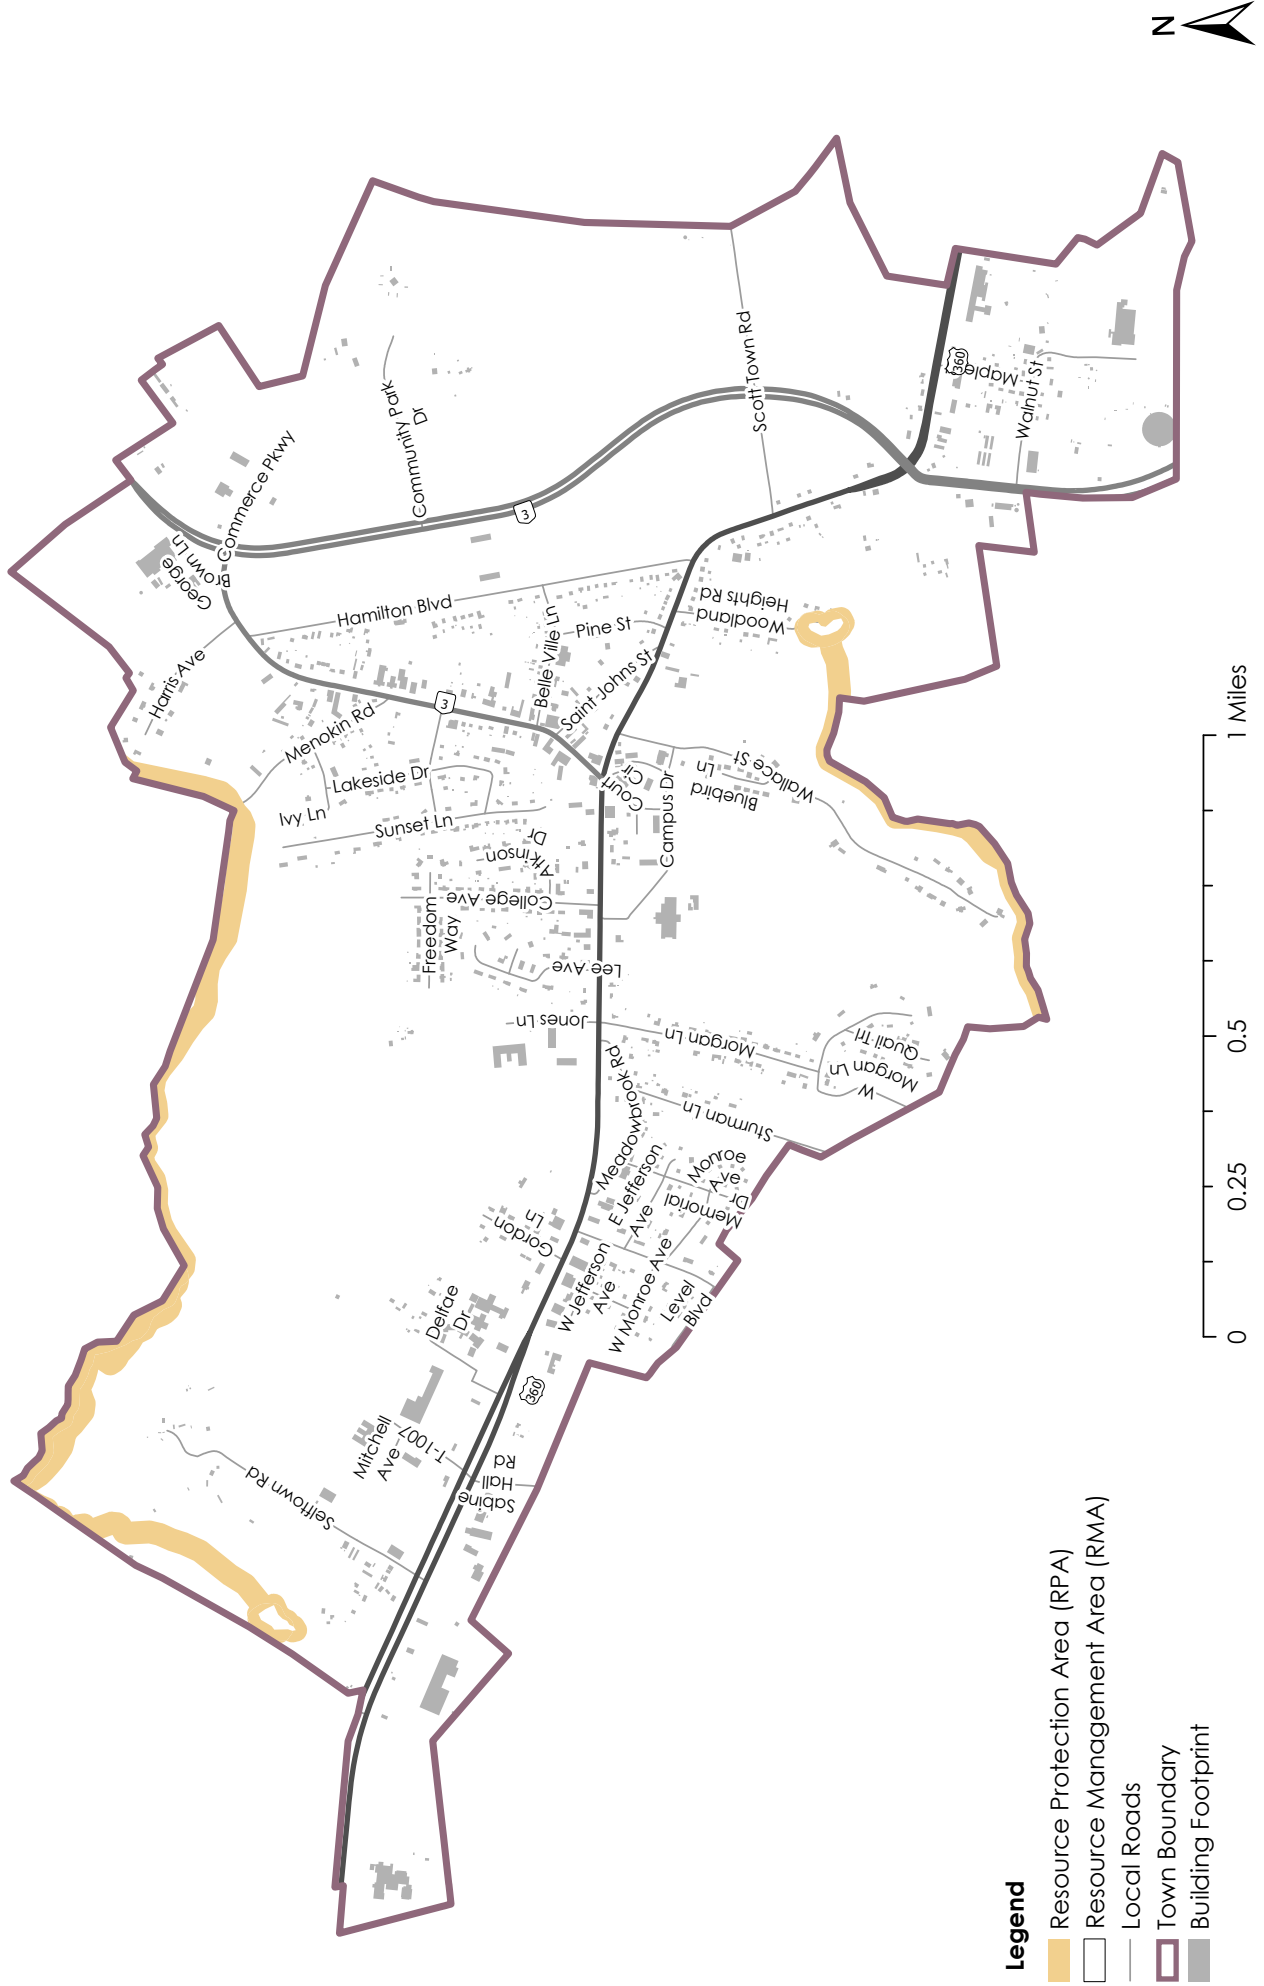 N
George
Brown Ln
Commerce Pkwy
Harris Ave
Hamilton Blvd
Community Park
Dr
3
Scott Town Rd
360
Maple
Walnut St
Menokin Rd
3
Belle Ville Ln
Pine St
Saint Johns St
Woodland
Heights Rd
Ivy Ln
Lakeside Dr
Sunset Ln
Atkinson
Dr
Court
Cir
Campus Dr
Bluebird
Ln
Wallace St
College Ave
Freedom
Way
Lee Ave
Jones Ln
Morgan Ln
Quail Trl
W
Morgan Ln
Meadowbrook Rd
Sturman Ln
E Jefferson
Ave
Monroe
Ave
Memorial
Dr
Gordon
Ln
W Jefferson
Ave
W Monroe Ave
Level
Blvd
Delfae
Dr
360
Mitchell
Ave
T-1007
Sabine
Hall
Rd
Selftown Rd
0
0.25
0.5
1 Miles
Legend
Resource Protection Area (RPA)
Resource Management Area (RMA)
Local Roads
Town Boundary
Building Footprint